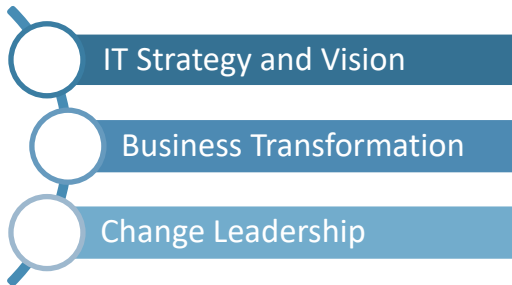 IT Strategy and Vision
Business Transformation
Change Leadership